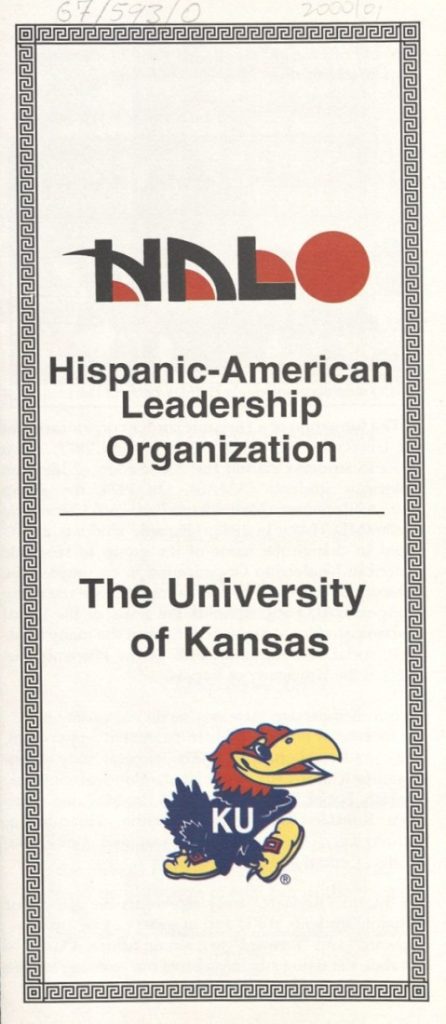 67/593/0 2000/01
HALO
Hispanic-American
Leadership
Organization
The University
of Kansas
KU
®